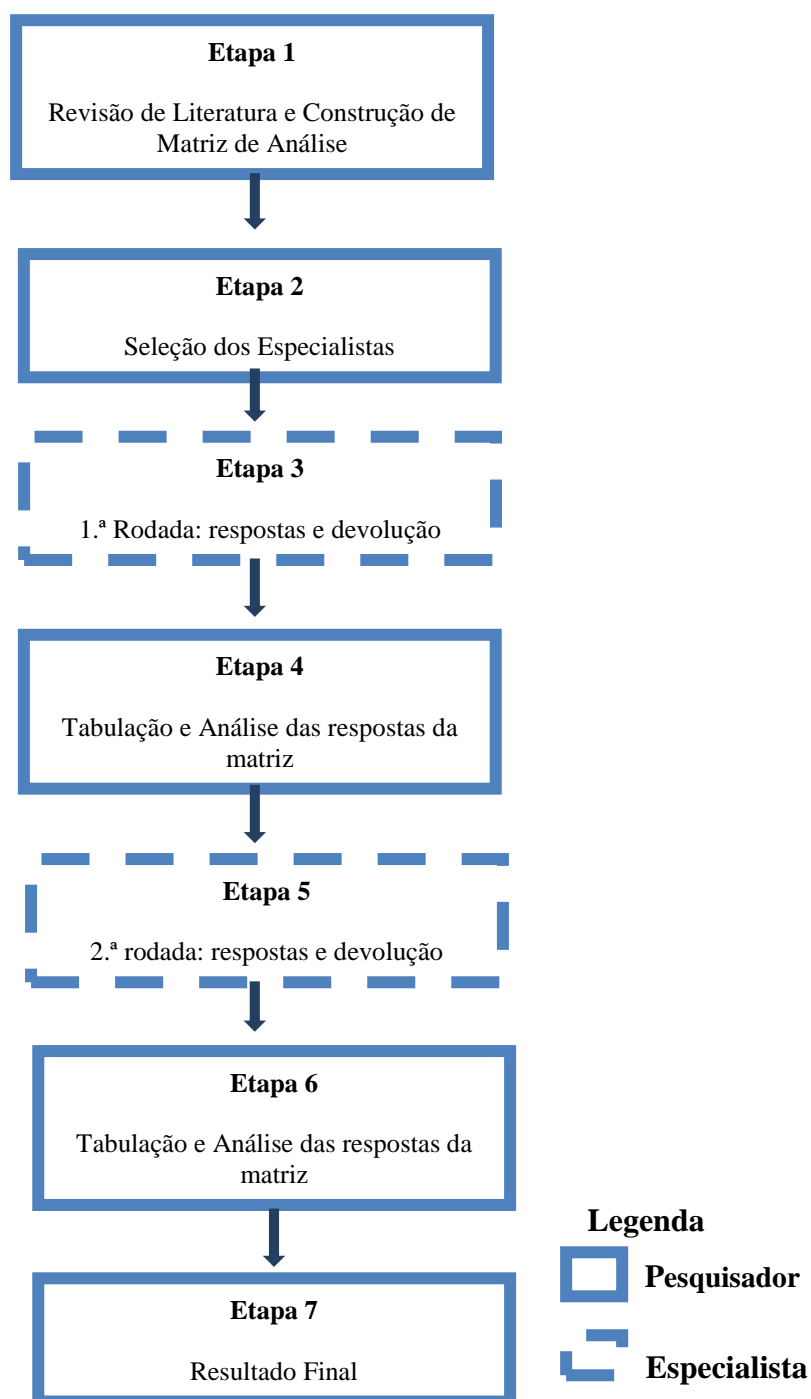 Etapa 1
Revisão de Literatura e Construção de
Matriz de Análise
Etapa 2
Seleção dos Especialistas
Etapa 3
1.ª Rodada: respostas e devolução
Etapa 4
Tabulação e Análise das respostas da
matriz
Etapa 5
2.ª rodada: respostas e devolução
Etapa 6
Tabulação e Análise das respostas da
matriz
Etapa 7
Resultado Final
Legenda
Pesquisador
Especialista